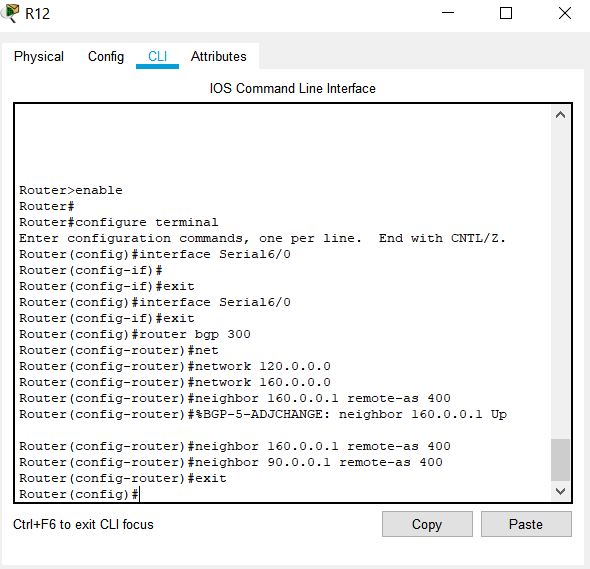 R12
Physical Config CLI Attributes
IOS Command Line Interface
Router>enable
Router#
Router#configure terminal
Enter configuration commands, one per line.  End with CNTL/Z.
Router(config)#interface Serial6/0
Router(config-if)#
Router(config-if)#exit
Router(config)#interface Serial6/0
Router(config-if)#exit
Router(config)#router bgp 300
Router(config-router)#net
Router(config-router)#network 120.0.0.0
Router(config-router)#network 160.0.0.0
Router(config-router)#neighbor 160.0.0.1 remote-as 400
Router(config-router)#%BGP-5-ADJCHANGE: neighbor 160.0.0.1 Up
Router(config-router)#neighbor 160.0.0.1 remote-as 400
Router(config-router)#neighbor 90.0.0.1 remote-as 400
Router(config-router)#exit
Router(config)#
Ctrl+F6 to exit CLI focus
Copy
Paste